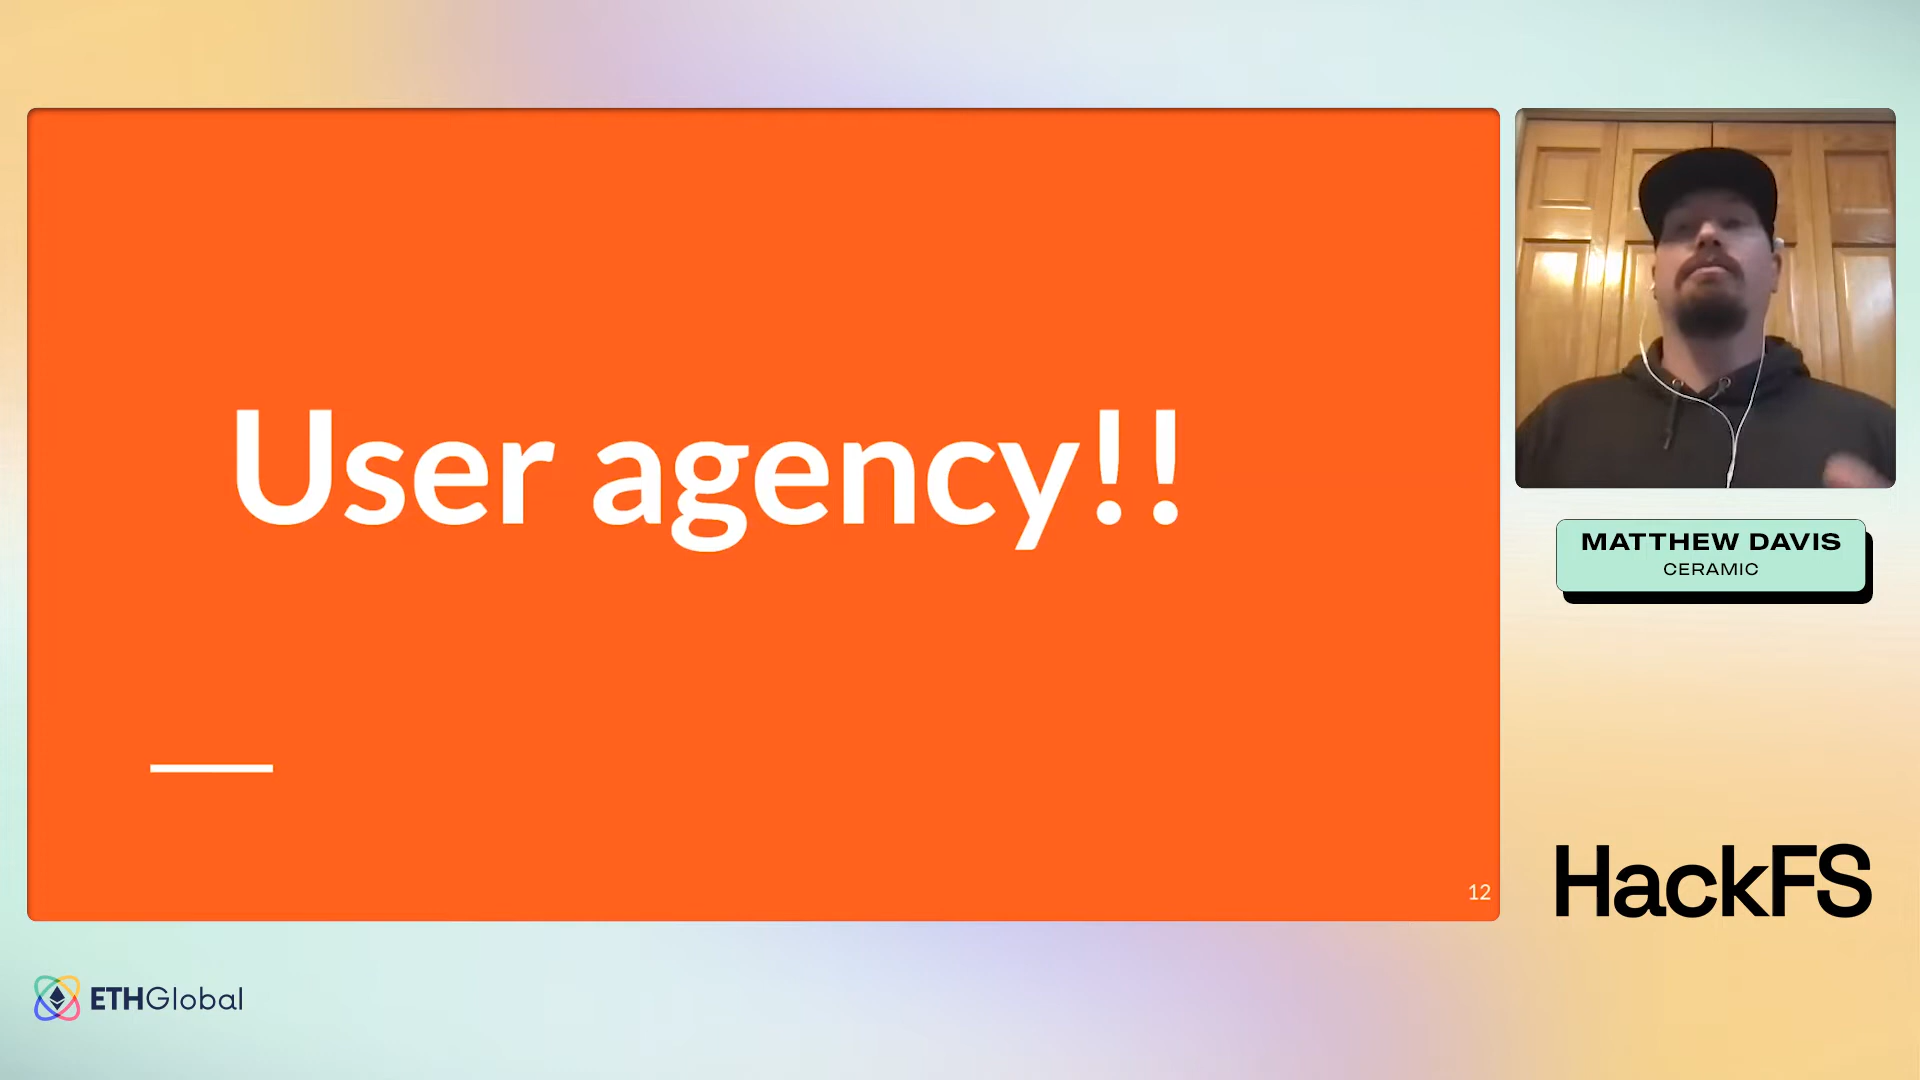 User agency!!
12
MATTHEW DAVIS
CERAMIC
HackFS
ETHGlobal